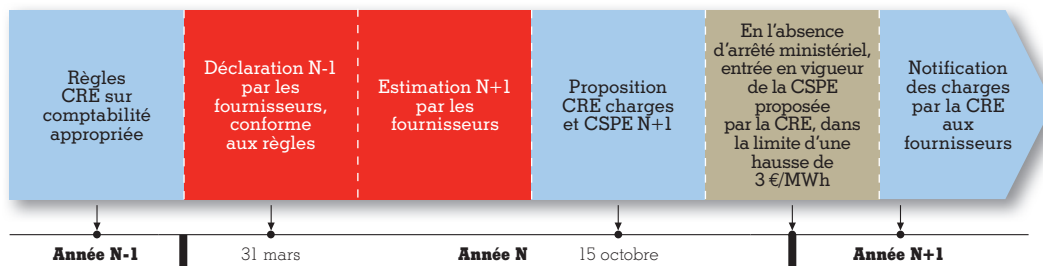 Règles
CRE sur
comptabilité
appropriée
Déclaration N-1
par les
fournisseurs,
conforme
aux règles
Estimation N+1
par les
fournisseurs
Proposition
CRE charges
et CSPE N+1
En l'absence
d'arrêté ministériel,
entrée en vigueur
de la CSPE
proposée
par la CRE, dans
la limite d'une
hausse de
3 €/MWh
Notification
des charges
par la CRE
aux
fournisseurs
Année N-1
31 mars
Année N
15 octobre
Année N+1